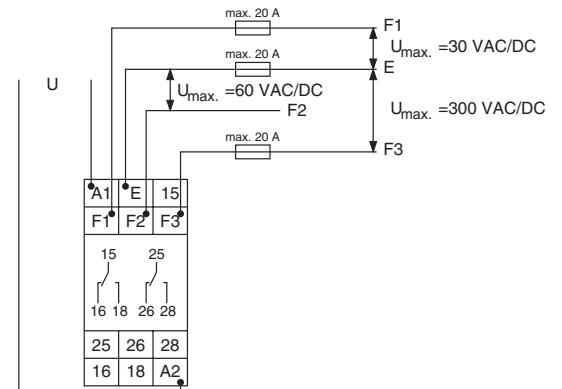 max. 20 A
F1
Umax. =30 VAC/DC
max. 20 A
E
U
Umax. =60 VAC/DC
F2
Umax. =300 VAC/DC
max. 20 A
F3
A1 E 15
F1 F2 F3
15 25
16 18 26 28
25 26 28
16 18 A2